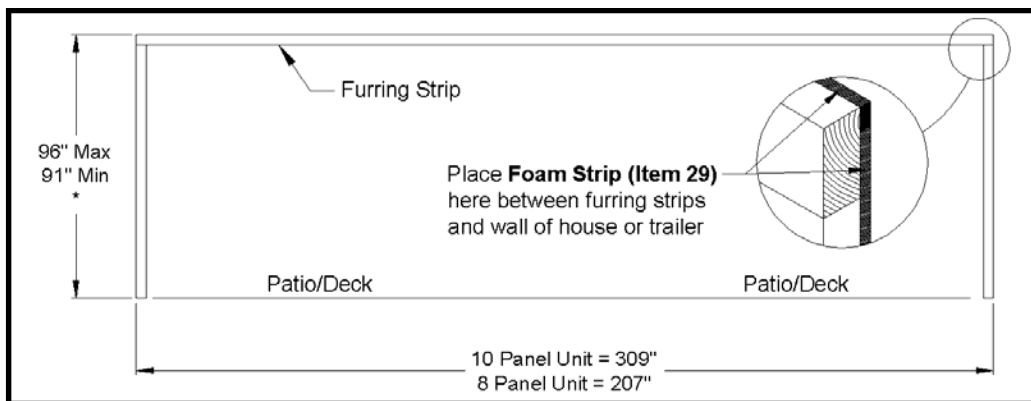 Furring Strip
96" Max
91" Min
*
Place Foam Strip (Item 29)
here between furring strips
and wall of house or trailer
Patio/Deck
Patio/Deck
10 Panel Unit = 309"
8 Panel Unit = 207"